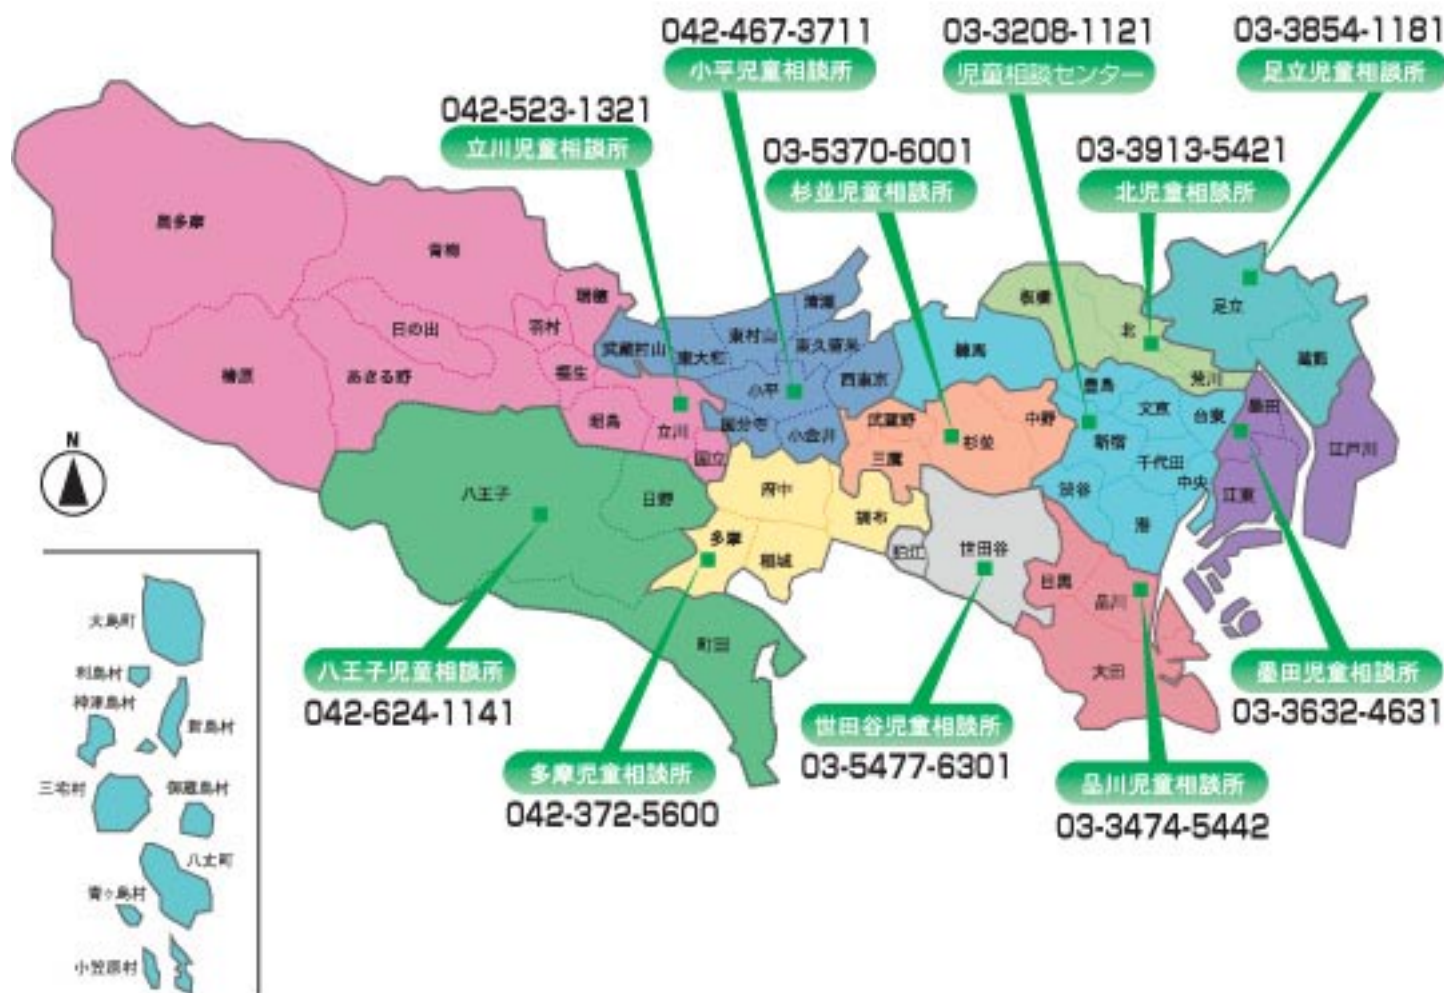 042-467-3711
小平児童相談所
03-3208-1121
児童相談センター
03-3854-1181
足立児童相談所
042-523-1321
立川児童相談所
03-5370-6001
杉並児童相談所
03-3913-5421
北児童相談所
奥多摩
青梅
瑞穂
日の出
羽村
檜原
あきる野
福生
昭島
立川
国立
武蔵村山
東大和
東村山
清瀬
東久留米
小平
西東京
国分寺
小金井
練馬
板橋
北
荒川
足立
葛飾
豊島
文京
台東
墨田
新宿
千代田
中央
渋谷
港
江東
江戸川
武蔵野
三鷹
杉並
中野
N
八王子
日野
町田
府中
調布
多摩
稲城
狛江
世田谷
目黒
品川
大田
八王子児童相談所
042-624-1141
多摩児童相談所
042-372-5600
世田谷児童相談所
03-5477-6301
墨田児童相談所
03-3632-4631
品川児童相談所
03-3474-5442
大島町
利島村
神津島村
新島村
三宅村
御蔵島村
八丈町
青ヶ島村
小笠原村